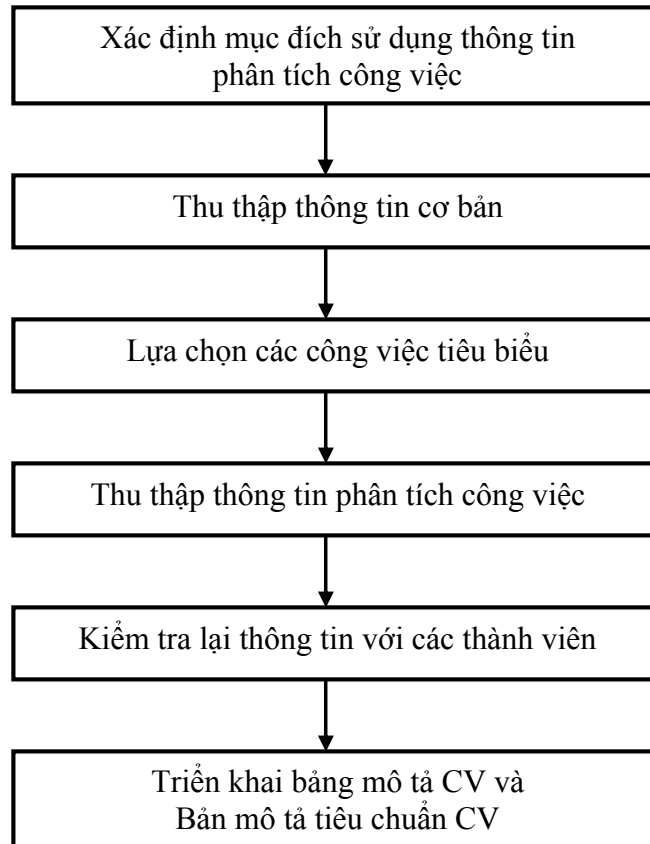 Xác định mục đích sử dụng thông tin
phân tích công việc
Thu thập thông tin cơ bản
Lựa chọn các công việc tiêu biểu
Thu thập thông tin phân tích công việc
Kiểm tra lại thông tin với các thành viên
Triển khai bảng mô tả CV và
Bản mô tả tiêu chuẩn CV